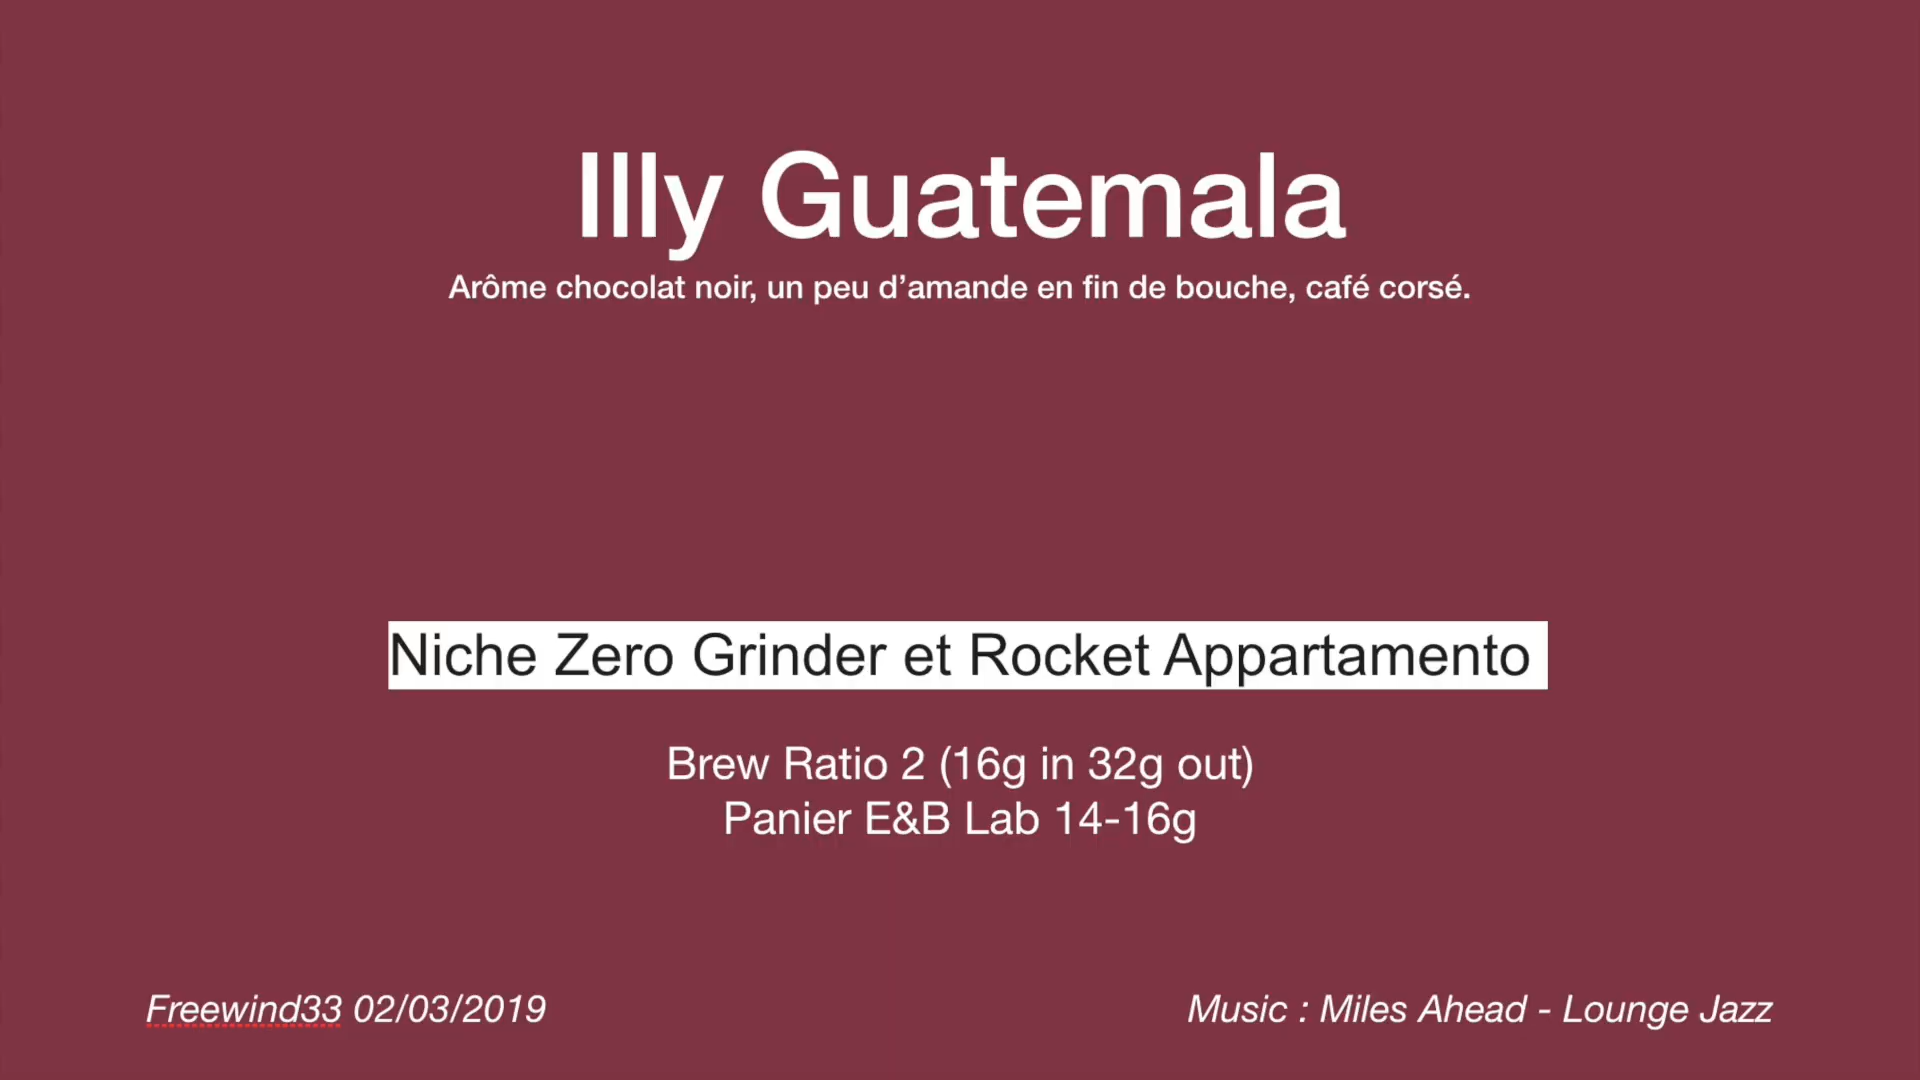 Illy Guatemala
Arôme chocolat noir, un peu d’amande en fin de bouche, café corsé.
Niche Zero Grinder et Rocket Appartamento
Brew Ratio 2 (16g in 32g out)
Panier E&B Lab 14-16g
Freewind33 02/03/2019
Music : Miles Ahead - Lounge Jazz